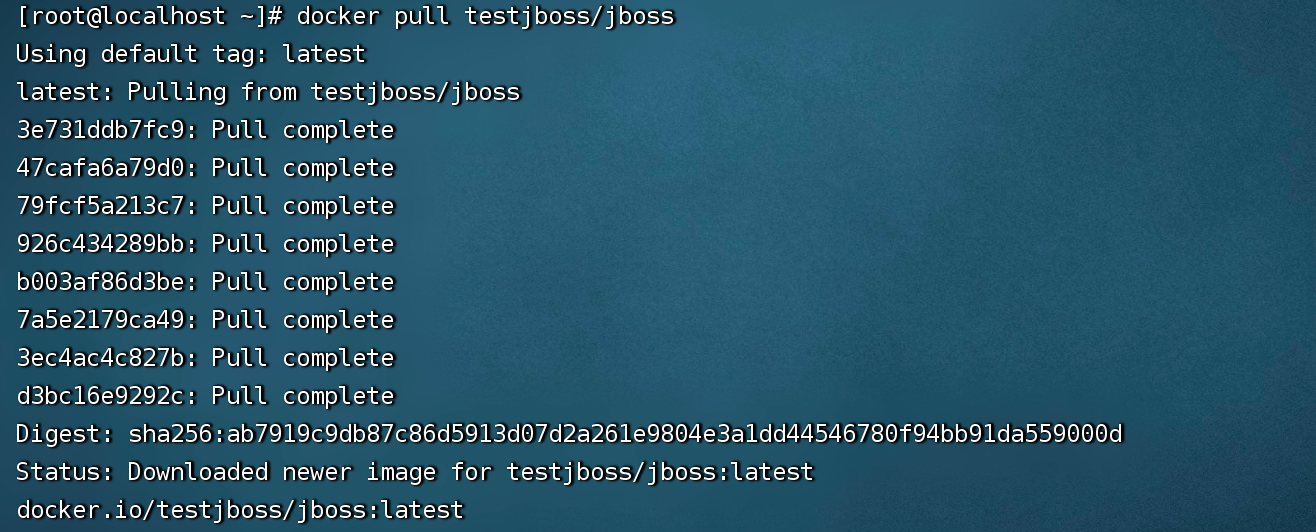 [root@localhost ~]# docker pull testjboss/jboss
Using default tag: latest
latest: Pulling from testjboss/jboss
3e731ddb7fc9: Pull complete
47cafa6a79d0: Pull complete
79fcf5a213c7: Pull complete
926c434289bb: Pull complete
b003af86d3be: Pull complete
7a5e2179ca49: Pull complete
3ec4ac4c827b: Pull complete
d3bc16e9292c: Pull complete
Digest: sha256:ab7919c9db87c86d5913d07d2a261e9804e3a1dd44546780f94bb91da559000d
Status: Downloaded newer image for testjboss/jboss:latest
docker.io/testjboss/jboss:latest